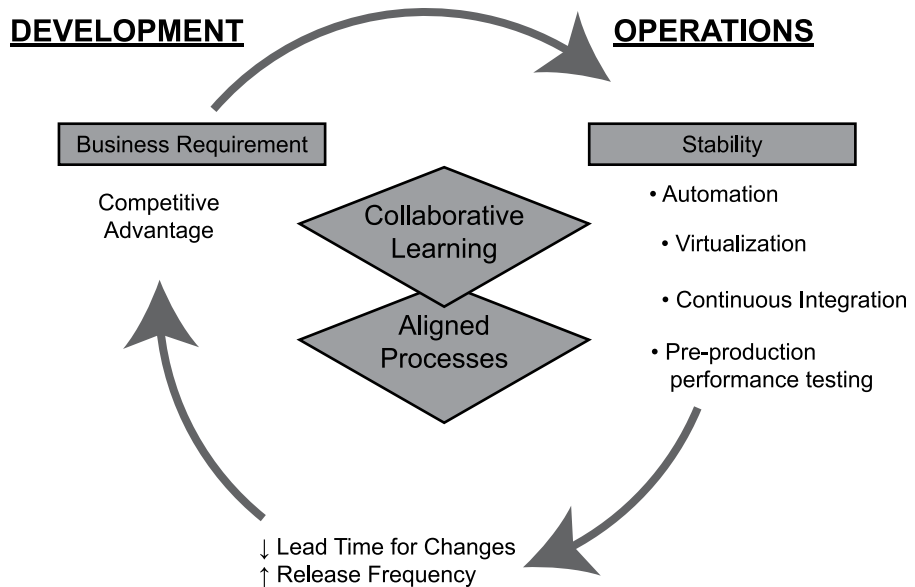 DEVELOPMENT
OPERATIONS
Business Requirement
Stability
Competitive
Advantage
Collaborative
Learning
Aligned
Processes
• Automation
• Virtualization
• Continuous Integration
• Pre-production
performance testing
↓ Lead Time for Changes
↑ Release Frequency